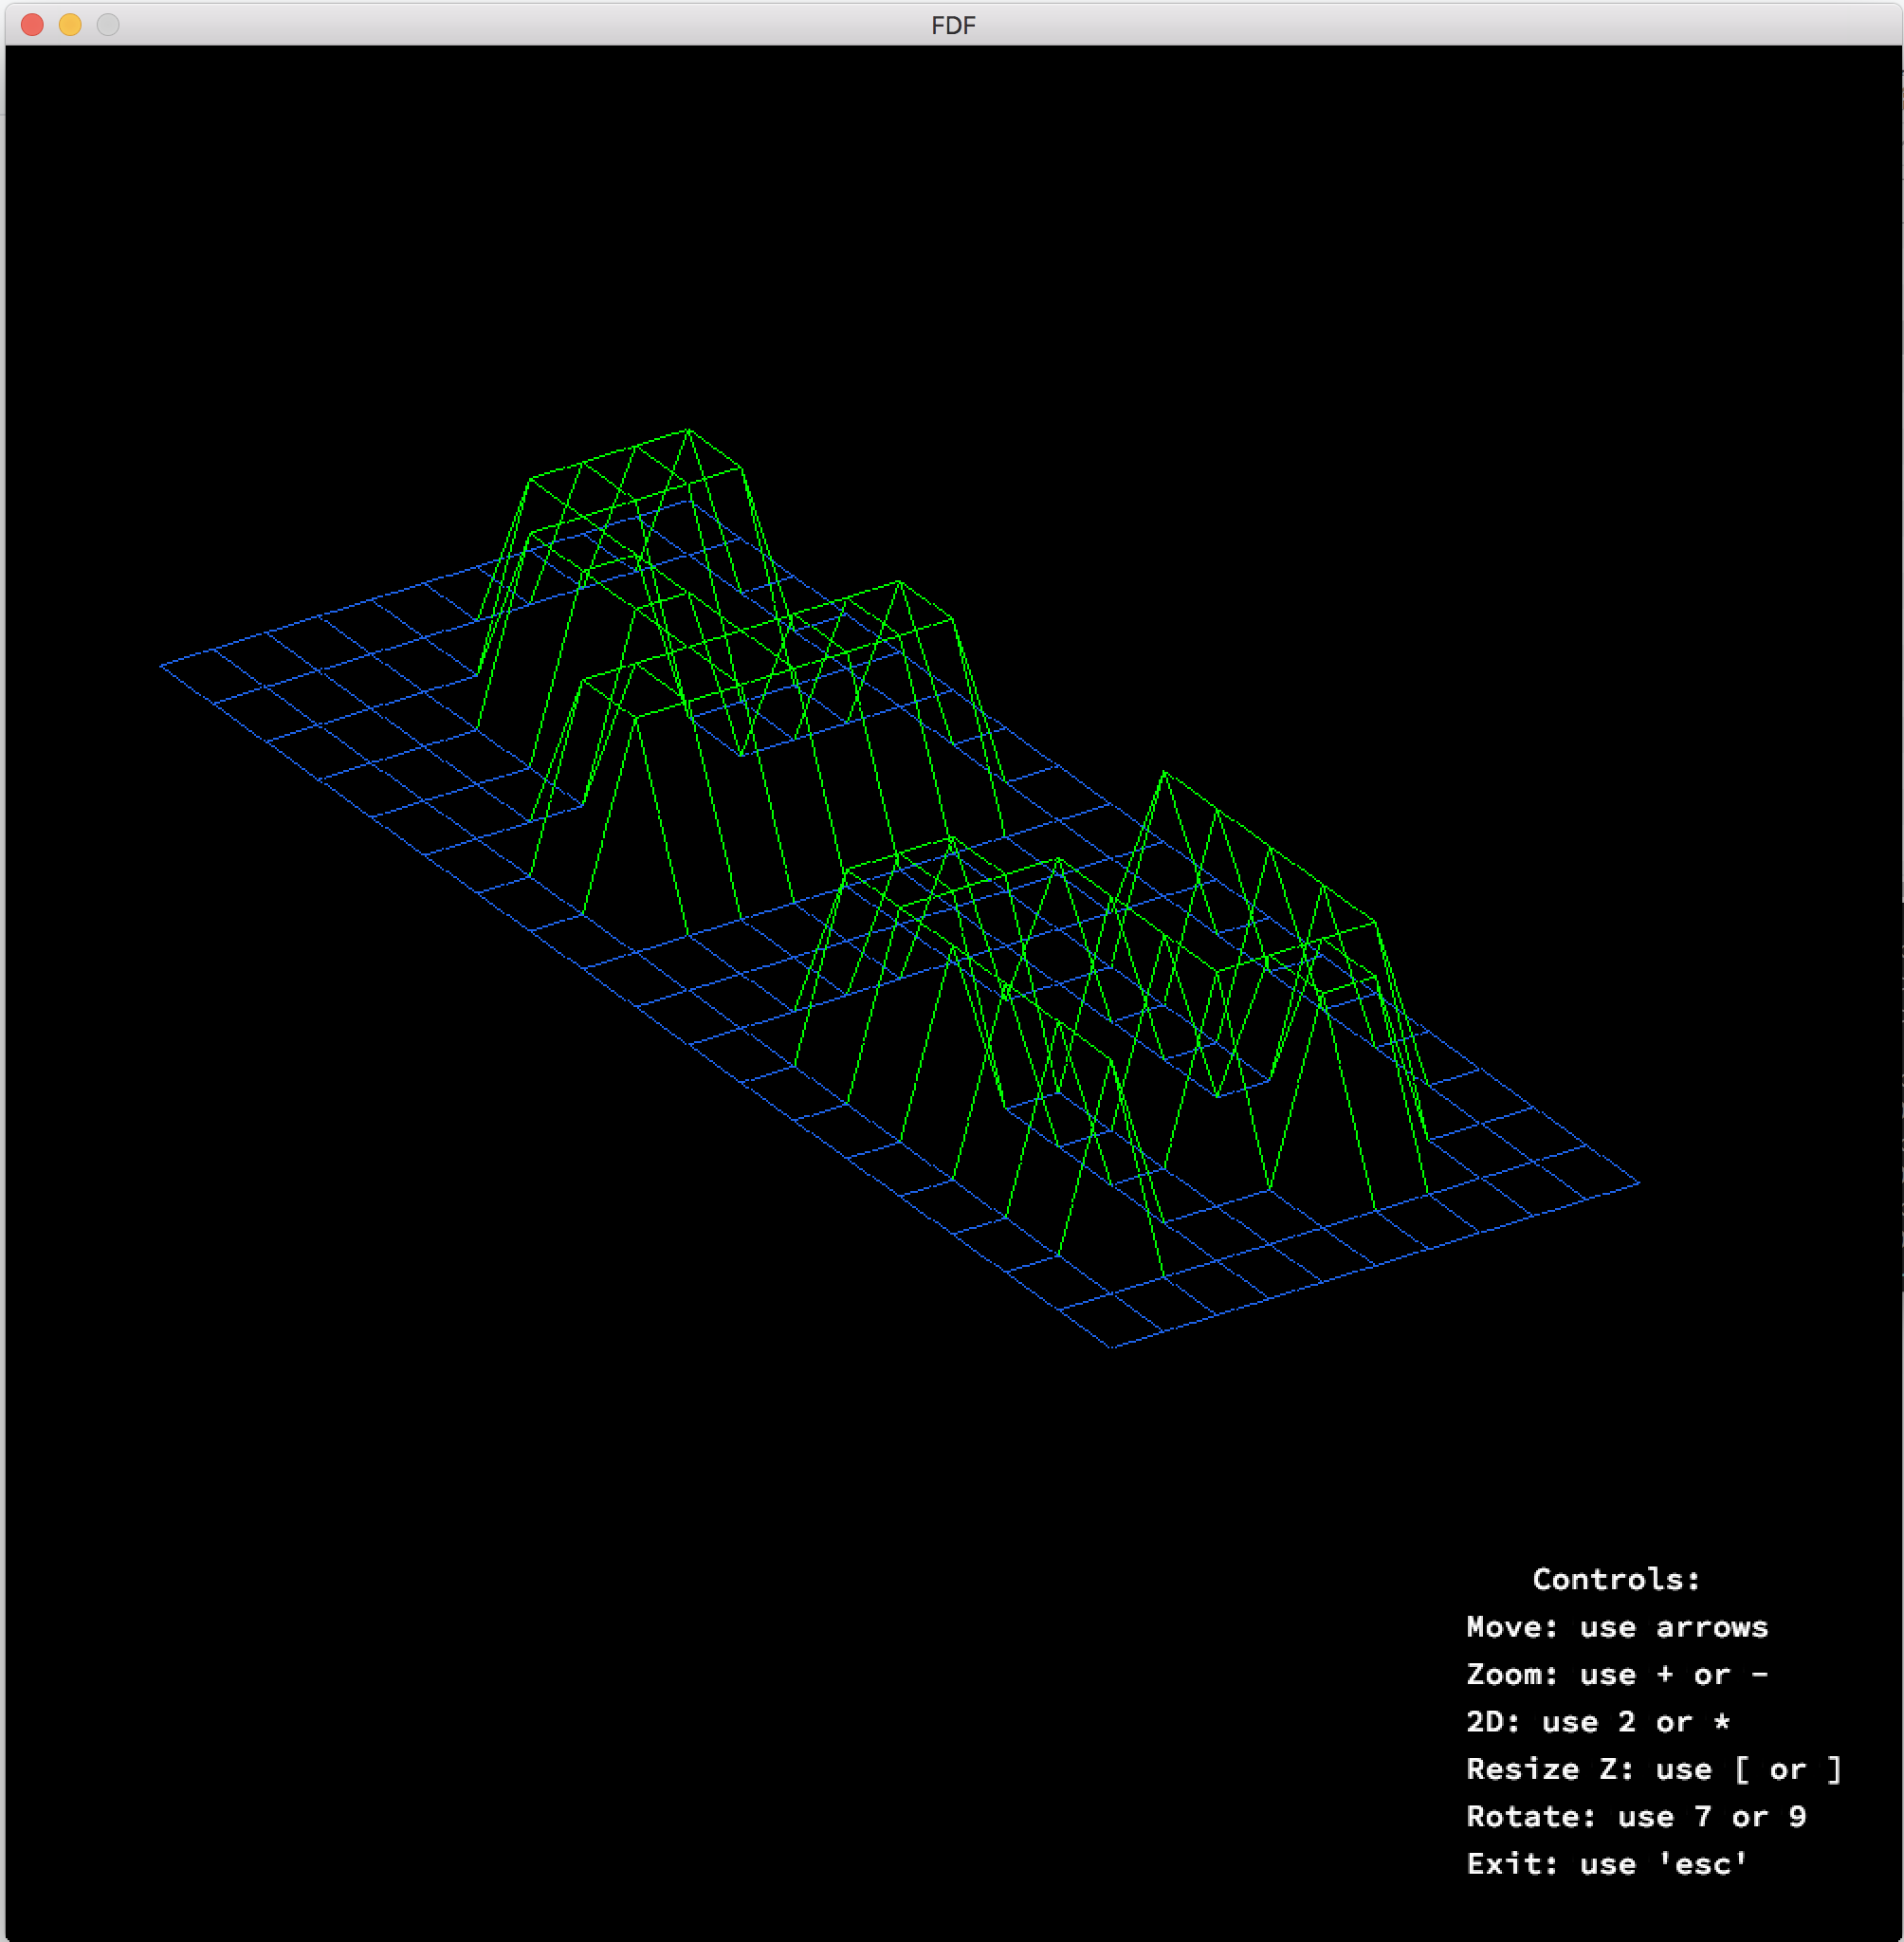 FDF
Controls:
Move: use arrows
Zoom: use + or -
2D: use 2 or *
Resize Z: use [ or ]
Rotate: use 7 or 9
Exit: use 'esc'